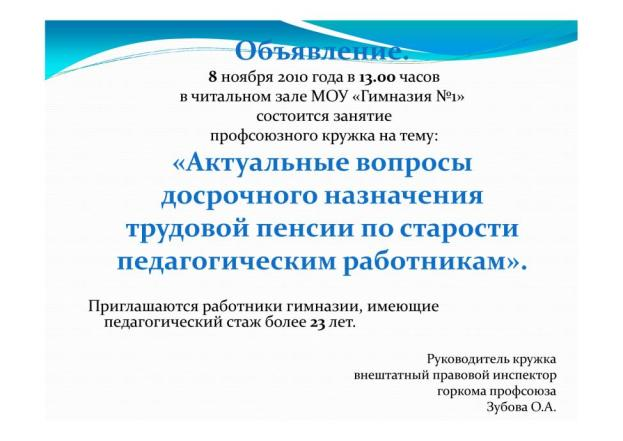 Объявление.
8 ноября 2010 года в 13.00 часов
в читальном зале МОУ «Гимназия №1»
состоится занятие
профсоюзного кружка на тему:
«Актуальные вопросы
досрочного назначения
трудовой пенсии по старости
педагогическим работникам».
Приглашаются работники гимназии, имеющие
педагогический стаж более 23 лет.
Руководитель кружка
внештатный правовой инспектор
горкома профсоюза
Зубова О.А.